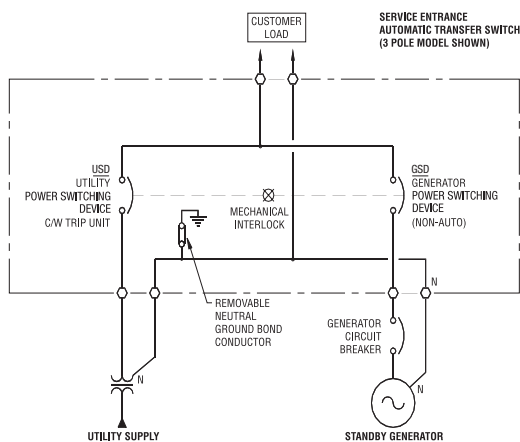 CUSTOMER
LOAD
SERVICE ENTRANCE
AUTOMATIC TRANSFER SWITCH
(3 POLE MODEL SHOWN)
USD
UTILITY
POWER SWITCHING
DEVICE
C/W TRIP UNIT
MECHANICAL
INTERLOCK
GSD
GENERATOR
POWER SWITCHING
DEVICE
(NON-AUTO)
REMOVABLE
NEUTRAL
GROUND BOND
CONDUCTOR
N
GENERATOR
CIRCUIT
BREAKER
N
N
UTILITY SUPPLY
STANDBY GENERATOR